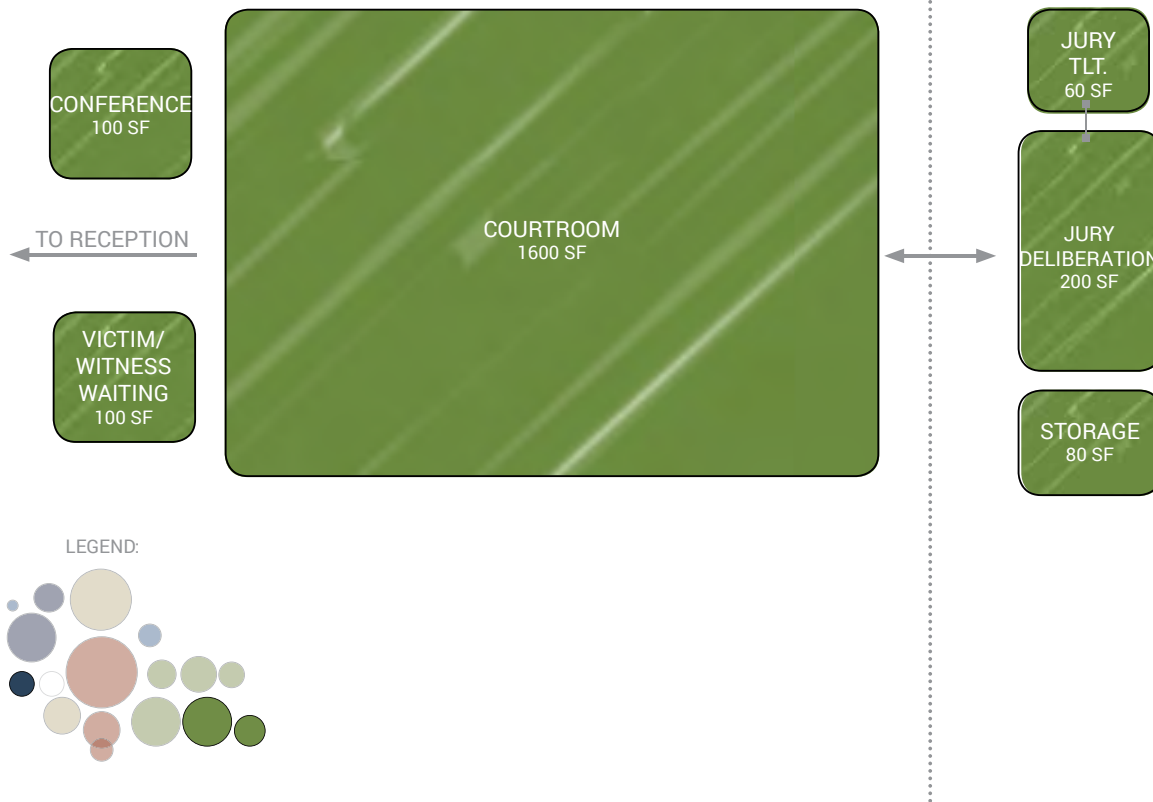 CONFERENCE
100 SF
TO RECEPTION
VICTIM/
WITNESS
WAITING
100 SF
COURTROOM
1600 SF
JURY
TLT.
60 SF
JURY
DELIBERATION
200 SF
STORAGE
80 SF
LEGEND: